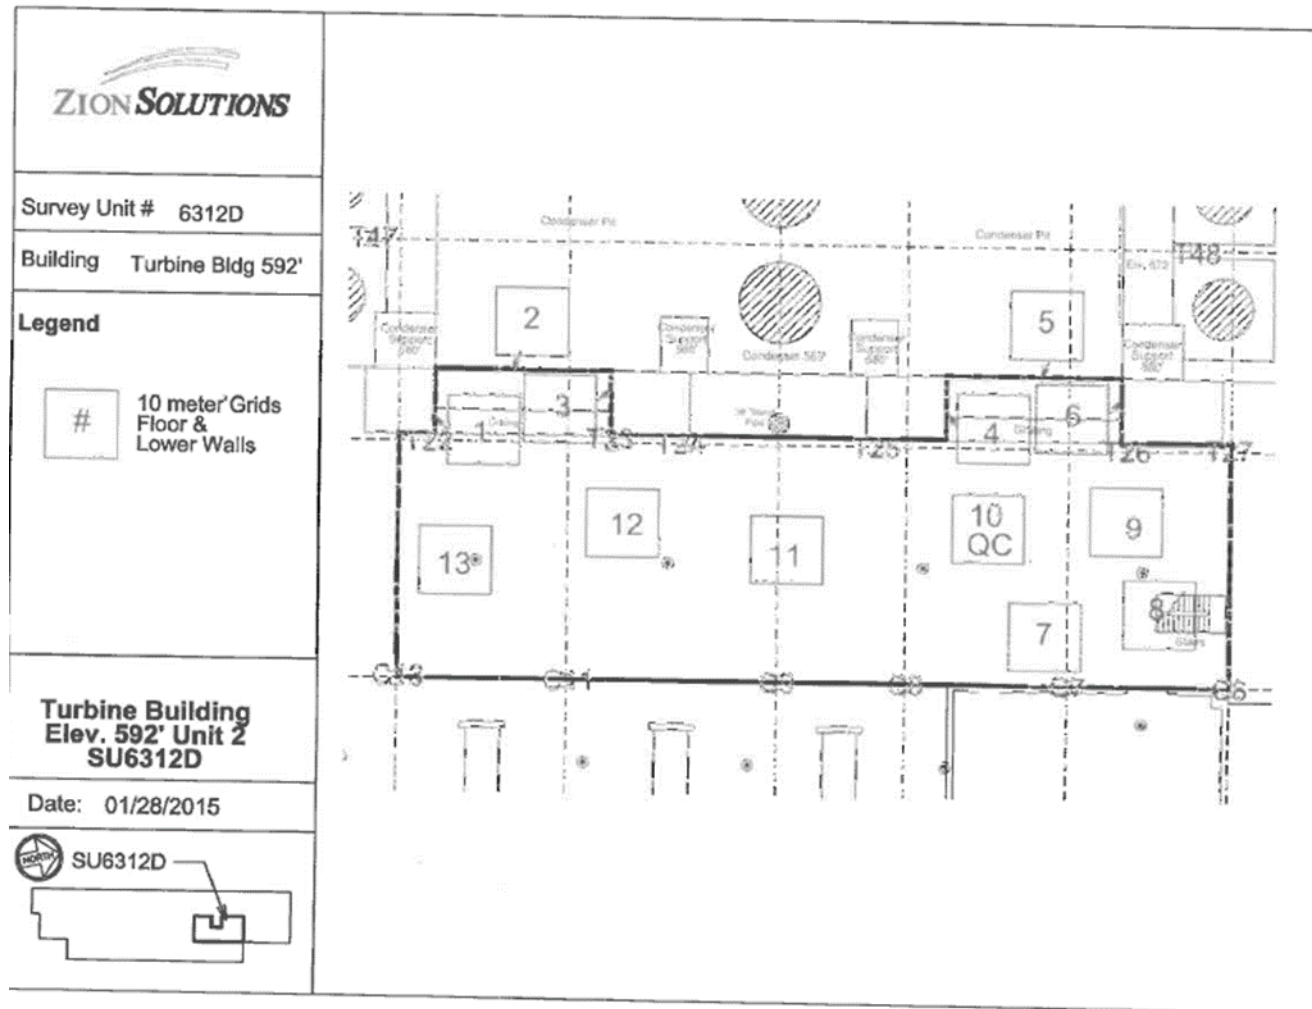 ZION SOLUTIONS
Survey Unit # 6312D
Building Turbine Bldg 592'
Legend
#
10 meter Grids
Floor &
Lower Walls
Turbine Building
Elev. 592' Unit 2
SU6312D
Date: 01/28/2015
NORTH
SU6312D
Condenser Pit
Condenser Pit
T47
T48
2
5
Condenser
Support
Condenser
Support
Condenser
Support
Condenser
Support
Condenser
3
6
1
4
T22
T23
T24
T25
T26
T27
12
10
QC
9
13
11
8
7
Stairs